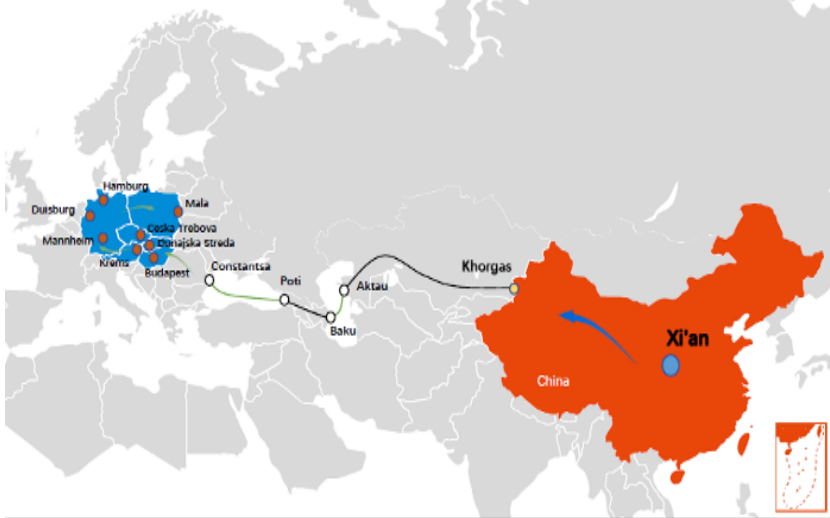 Hamburg
Duisburg
Mala
Ceska Trebova
Mannheim
Dunajska Streda
Krems
Budapest
Constantsa
Khorgas
Poti
Aktau
Baku
Xi'an
China